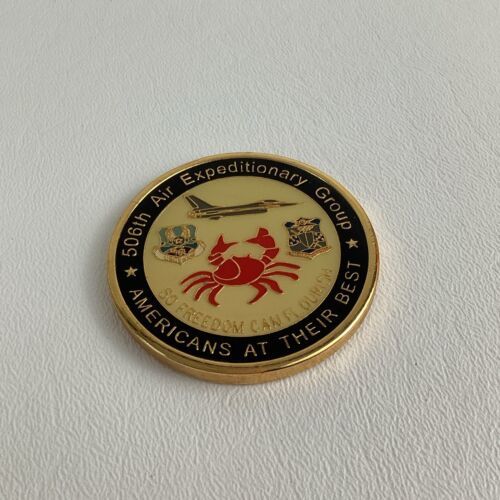 506th Air Expeditionary Group
SO FREEDOM CAN FLOURISH
AMERICANS AT THEIR BEST